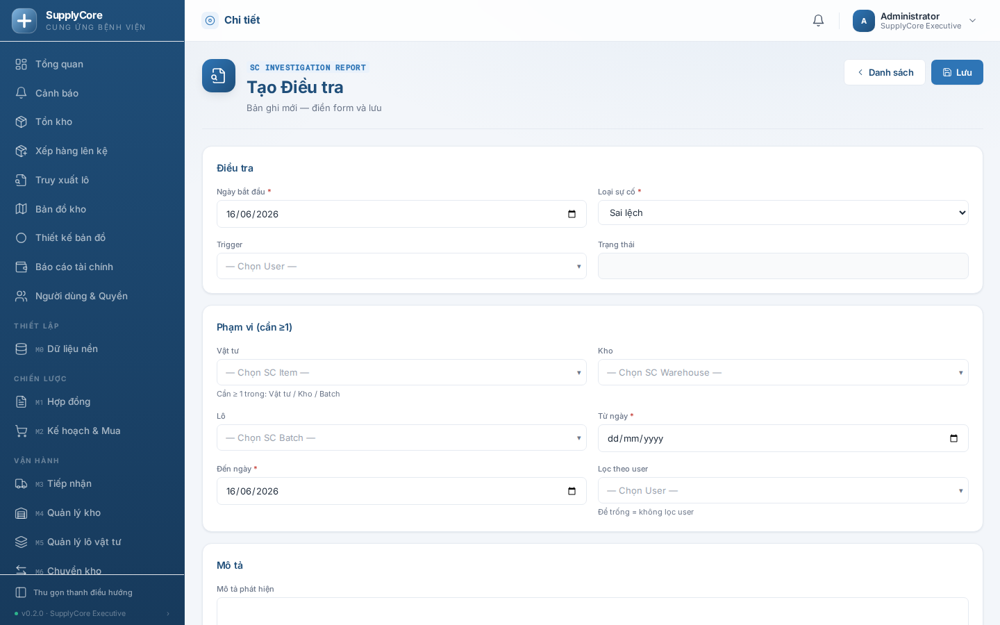 SupplyCore
CUNG ỨNG BỆNH VIỆN
Tổng quan
Cảnh báo
Tồn kho
Xếp hàng lên kệ
Truy xuất lô
Bản đồ kho
Thiết kế bản đồ
Báo cáo tài chính
Người dùng & Quyền
THIẾT LẬP
M0 Dữ liệu nền
CHIẾN LƯỢC
M1 Hợp đồng
M2 Kế hoạch & Mua
VẬN HÀNH
M3 Tiếp nhận
M4 Quản lý kho
M5 Quản lý lô vật tư
M6 Chuyển kho
Thu gọn thanh điều hướng
v0.2.0 · SupplyCore Executive
Chi tiết
A
Administrator
SupplyCore Executive
SC INVESTIGATION REPORT
Tạo Điều tra
Bản ghi mới — điền form và lưu
Danh sách
Lưu
Điều tra
Ngày bắt đầu *
Loại sự cố *
16/06/2026
Sai lệch
Trigger
Trạng thái
— Chọn User —
Phạm vi (cần ≥1)
Vật tư
Kho
— Chọn SC Item —
— Chọn SC Warehouse —
Cần ≥ 1 trong: Vật tư / Kho / Batch
Lô
Từ ngày *
— Chọn SC Batch —
dd/mm/yyyy
Đến ngày *
Lọc theo user
16/06/2026
— Chọn User —
Để trống = không lọc user
Mô tả
Mô tả phát hiện